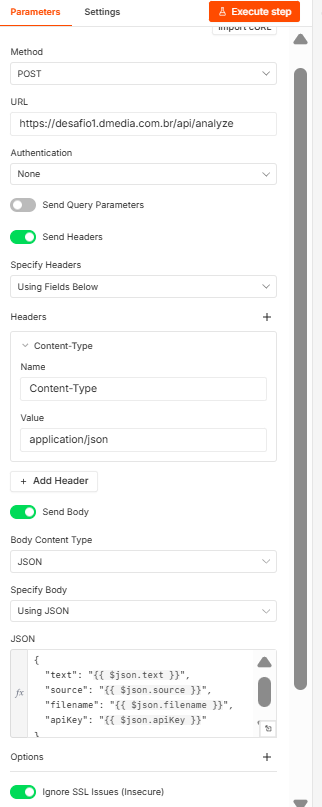 Parameters Settings Execute step
Import cURL
Method
POST
URL
https://desafio1.dmedia.com.br/api/analyze
Authentication
None
Send Query Parameters
Send Headers
Specify Headers
Using Fields Below
Headers +
Content-Type
Name
Content-Type
Value
application/json
+ Add Header
Send Body
Body Content Type
JSON
Specify Body
Using JSON
JSON
fx
{
"text": "{{ $json.text }}",
"source": "{{ $json.source }}",
"filename": "{{ $json.filename }}",
"apiKey": "{{ $json.apiKey }}"
}
Options +
Ignore SSL Issues (Insecure)